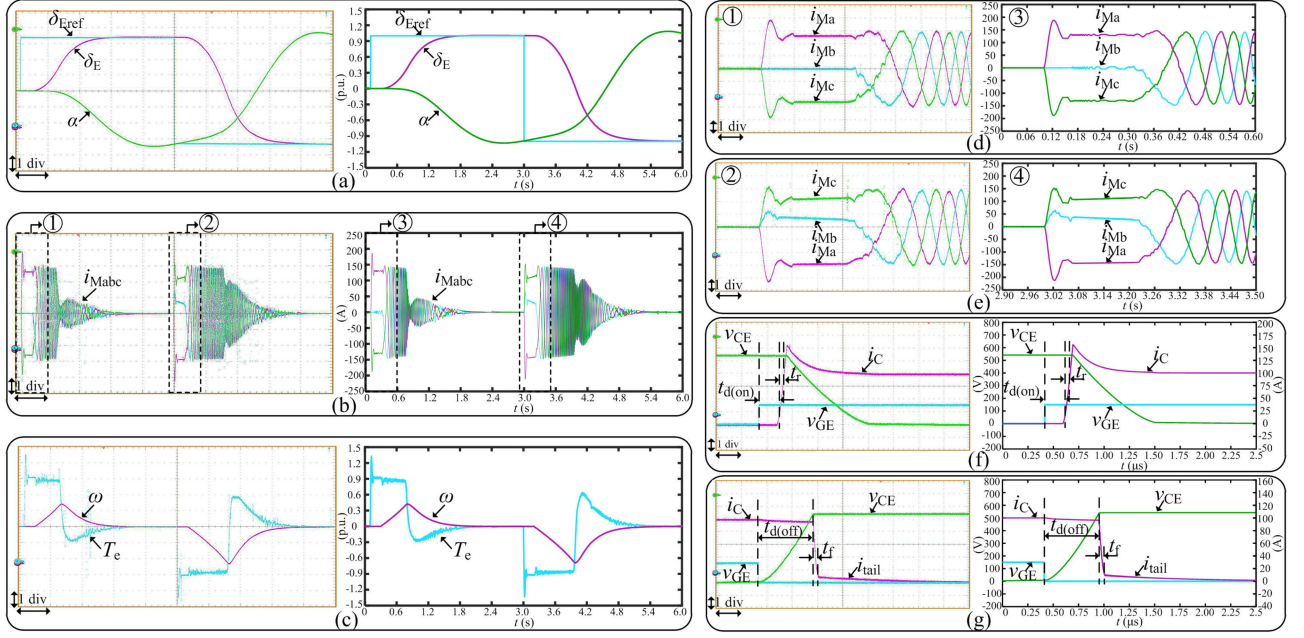 δEref
δE
α
1 div
(a)
1.5
1.2
0.9
0.6
0.3
0
-0.3
-0.6
-0.9
-1.2
-1.5
(p.u.)
δEref
δE
α
0 0.6 1.2 1.8 2.4 3.0 3.6 4.2 4.8 5.4 6.0
t (s)
① ②
iMabc
1 div
(b)
③ ④
250
200
150
100
50
0
-50
-100
-150
-200
-250
(A)
iMabc
0 0.6 1.2 1.8 2.4 3.0 3.6 4.2 4.8 5.4 6.0
t (s)
ω
Te
1 div
(c)
1.5
1.2
0.9
0.6
0.3
0
-0.3
-0.6
-0.9
-1.2
-1.5
(p.u.)
ω
Te
0 0.6 1.2 1.8 2.4 3.0 3.6 4.2 4.8 5.4 6.0
t (s)
①
iMa
iMb
iMc
1 div
(d)
③
250
200
150
100
50
0
-50
-100
-150
-200
-250
iMa
iMb
iMc
0 0.06 0.12 0.18 0.24 0.30 0.36 0.42 0.48 0.54 0.60
t (s)
②
iMc
iMb
iMa
1 div
(e)
④
250
200
150
100
50
0
-50
-100
-150
-200
-250
iMc
iMb
iMa
2.90 2.96 3.02 3.08 3.14 3.20 3.26 3.32 3.38 3.44 3.50
t (s)
vCE
iC
tr
td(on)
vGE
1 div
(f)
800
700
600
500
400
300
200
100
0
-100
-200
(V)
vCE
iC
tr
td(on)
vGE
175
150
125
100
75
50
25
0
-25
-50
(A)
0 0.25 0.50 0.75 1.00 1.25 1.50 1.75 2.00 2.25 2.5
t (μs)
iC
vCE
td(off)
tf
vGE
itail
1 div
(g)
800
700
600
500
400
300
200
100
0
-100
-200
(V)
iC
vCE
td(off)
tf
vGE
itail
160
140
120
100
80
60
40
20
0
20
40
(A)
0 0.25 0.50 0.75 1.00 1.25 1.50 1.75 2.00 2.25 2.5
t (μs)